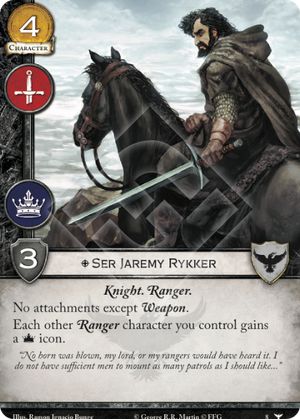 4
CHARACTER
3
SER JAREMY RYKKER
Knight. Ranger.
No attachments except Weapon.
Each other Ranger character you control gains
a icon.
"No horn was blown, my lord, or my rangers would have heard it. I
do not have sufficient men to mount as many patrols as I should like..."
Illus. Ramon Ignacio Bunge
© George R.R. Martin © FFG
8